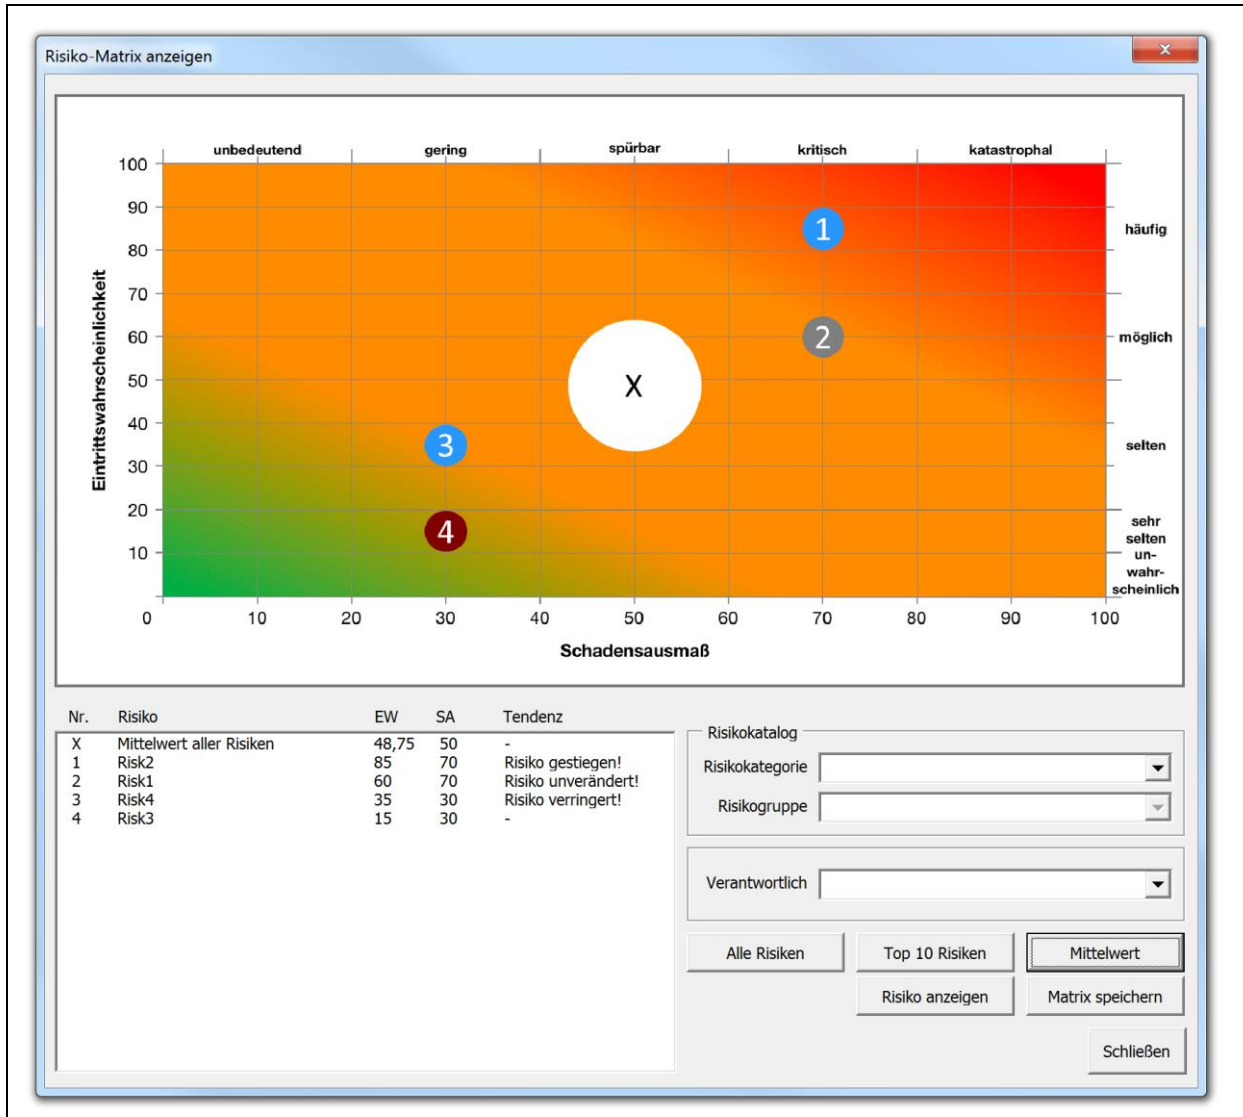 Risiko-Matrix anzeigen
x
unbedeutend gering spürbar kritisch katastrophal
100
90
80
70
60
50
40
30
20
10
Eintrittswahrscheinlichkeit
1
2
X
3
4
häufig
möglich
selten
sehr
selten
un-
wahr-
scheinlich
0 10 20 30 40 50 60 70 80 90 100
Schadensausmaß
Nr. Risiko EW SA Tendenz
X Mittelwert aller Risiken 48,75 50 -
1 Risk2 85 70 Risiko gestiegen!
2 Risk1 60 70 Risiko unverändert!
3 Risk4 35 30 Risiko verringert!
4 Risk3 15 30 -
Risikokatalog
Risikokategorie
Risikogruppe
Verantwortlich
Alle Risiken Top 10 Risiken Mittelwert
Risiko anzeigen Matrix speichern
Schließen